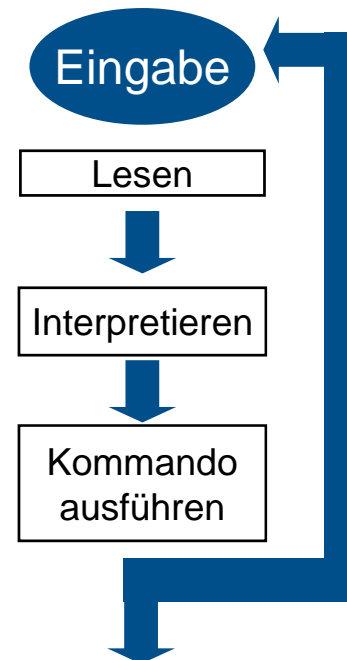 Eingabe
Lesen
Interpretieren
Kommando
ausführen